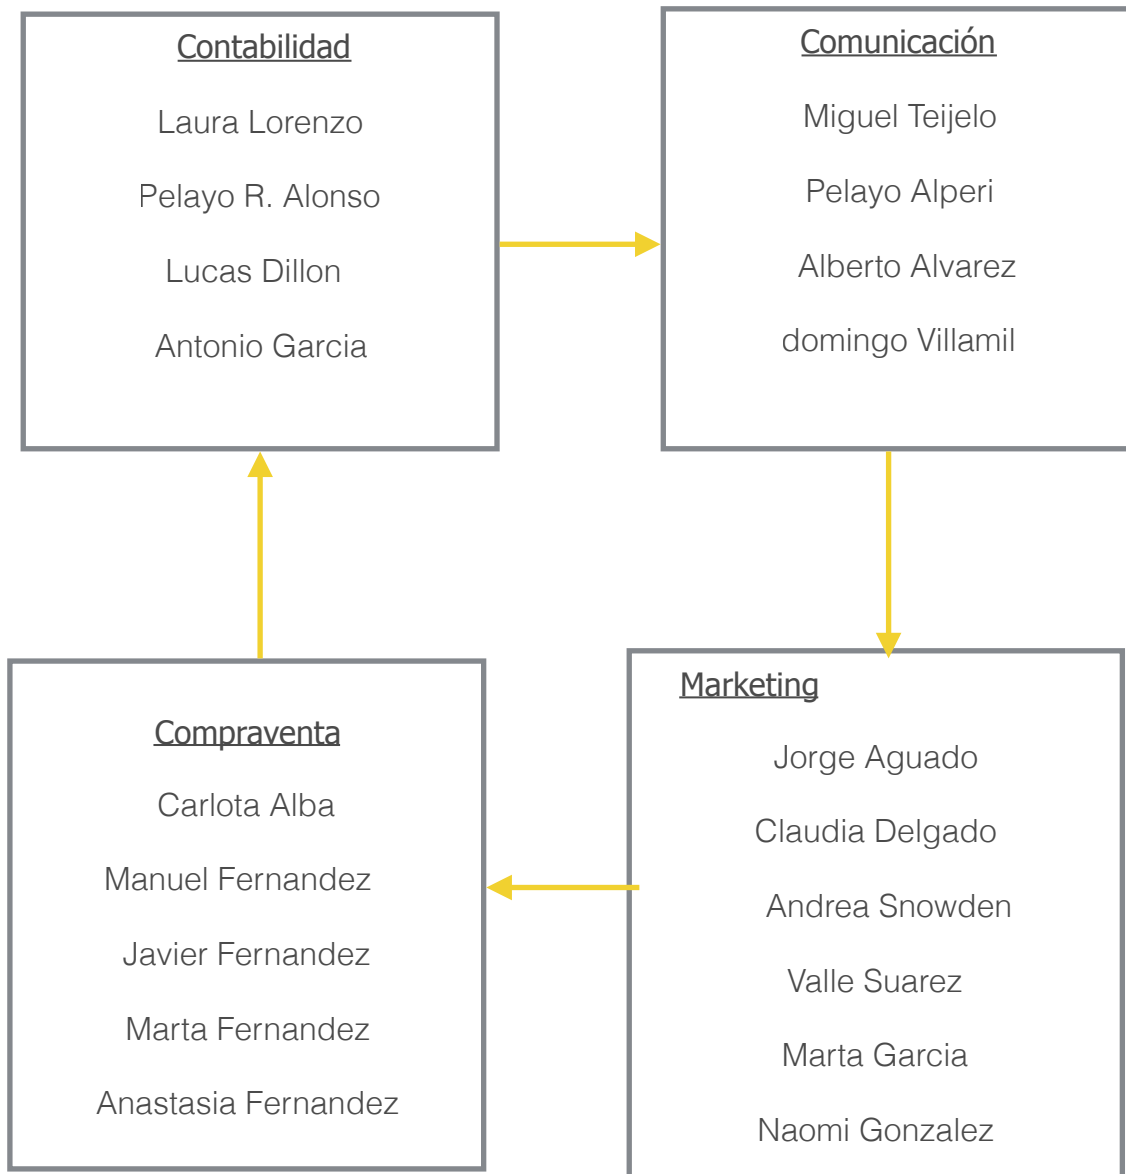 Contabilidad
Laura Lorenzo
Pelayo R. Alonso
Lucas Dillon
Antonio Garcia
Comunicación
Miguel Teijelo
Pelayo Alperi
Alberto Alvarez
domingo Villamil
Marketing
Jorge Aguado
Claudia Delgado
Andrea Snowden
Valle Suarez
Marta Garcia
Naomi Gonzalez
Compraventa
Carlota Alba
Manuel Fernandez
Javier Fernandez
Marta Fernandez
Anastasia Fernandez